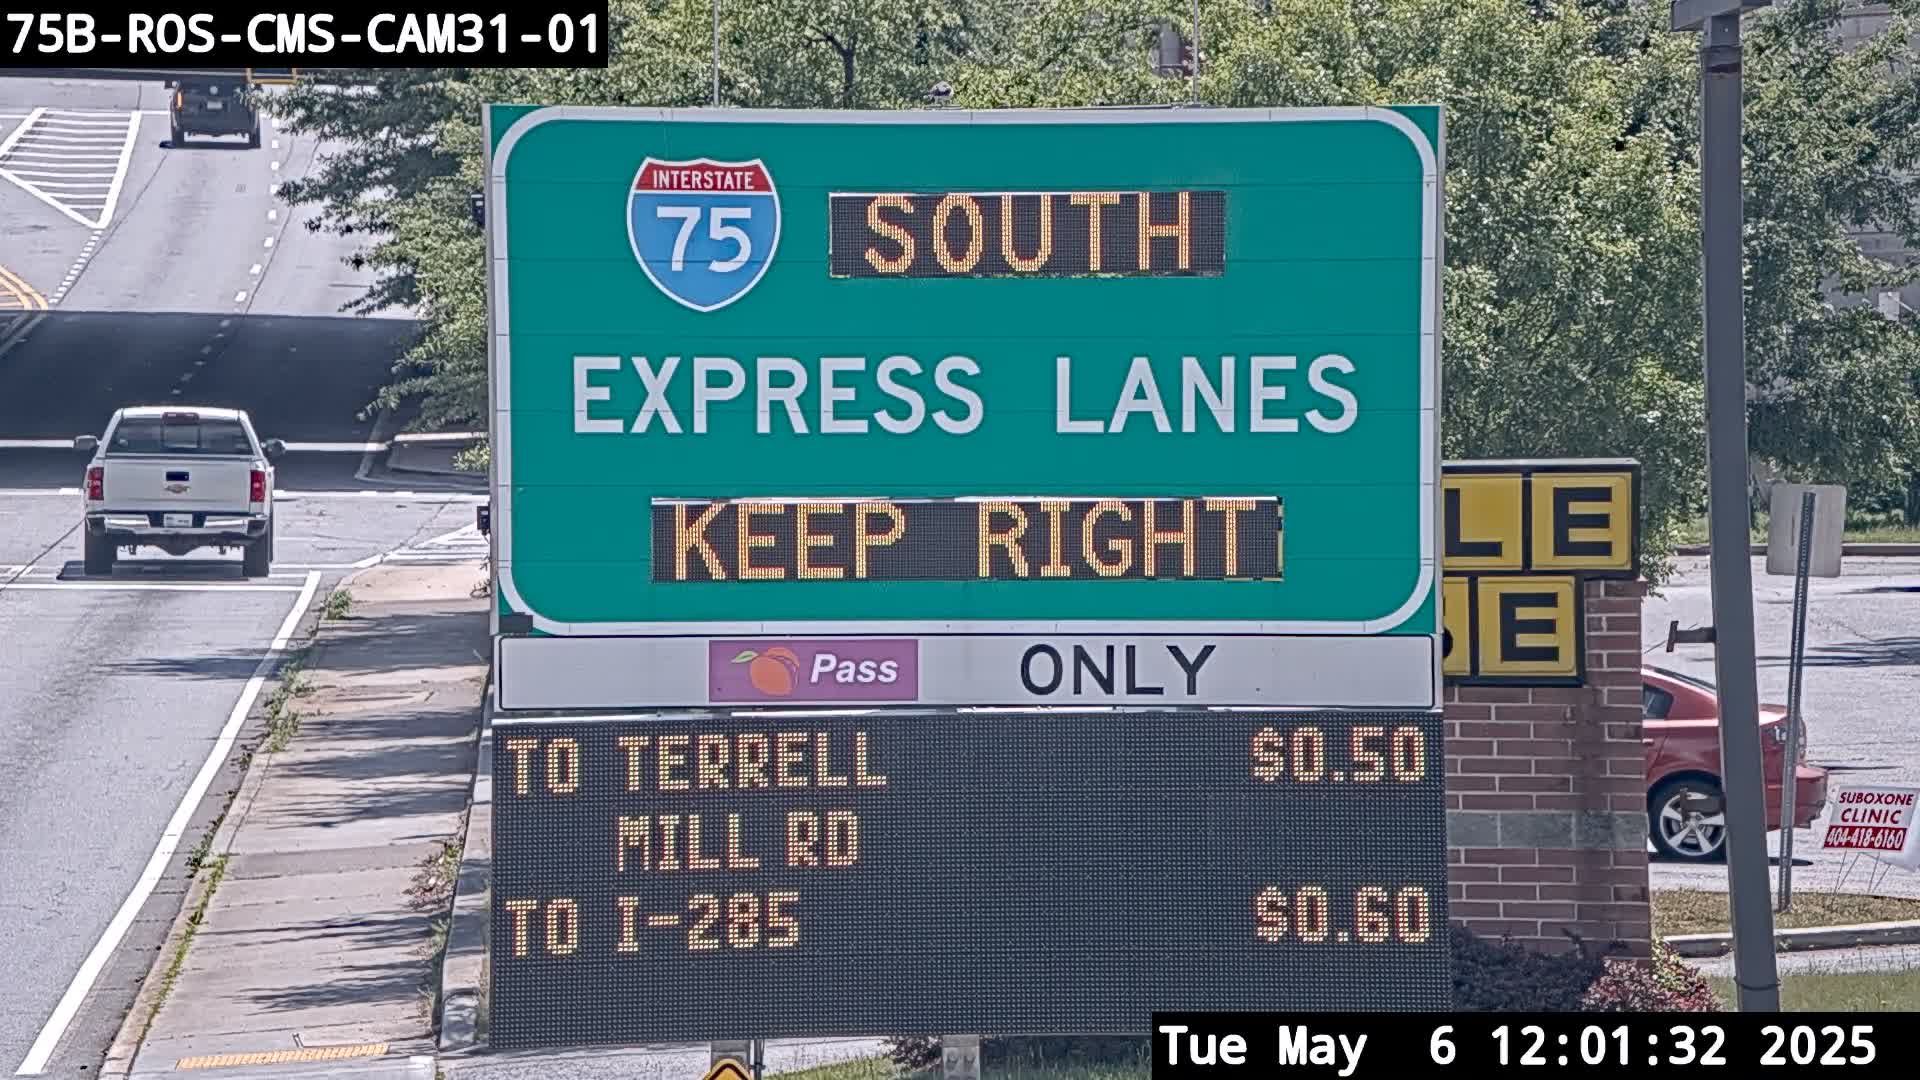 75B-ROS-CMS-CAM31-01
INTERSTATE
75
SOUTH
EXPRESS LANES
KEEP RIGHT
Pass
ONLY
TO TERRELL $0.50
MILL RD
TO I-285 $0.60
LE
E
SUBOXONE
CLINIC
404-418-6160
Tue May 6 12:01:32 2025